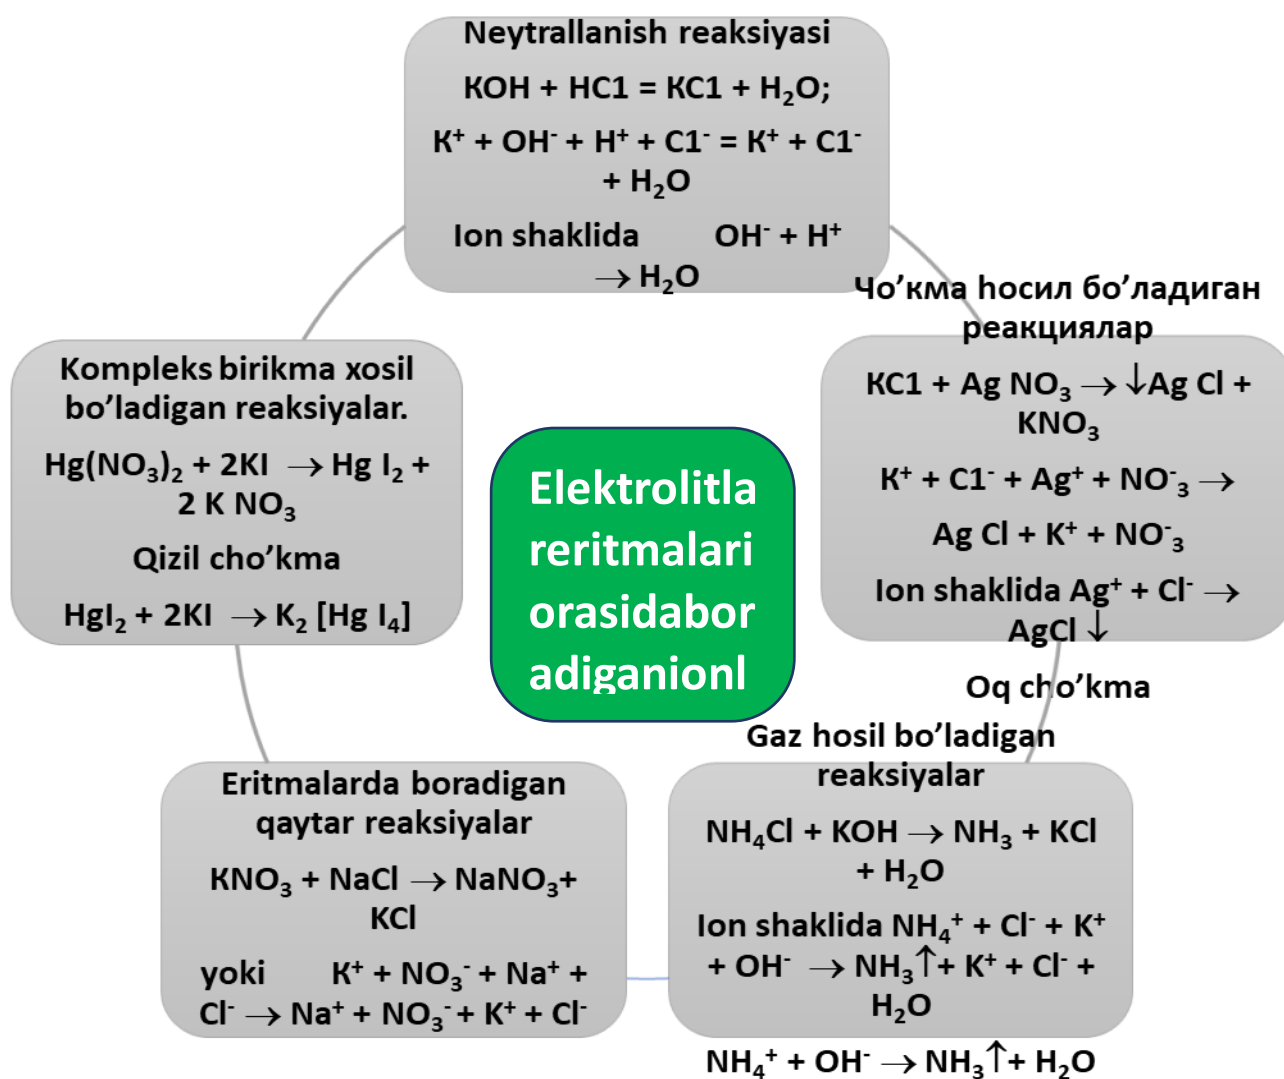 Neytrallanish reaksiyasi
KOH + HC1 = KC1 + H₂O;
K⁺ + OH⁻ + H⁺ + C1⁻ = K⁺ + C1⁻
+ H₂O
Ion shaklida OH⁻ + H⁺
→ H₂O
Чо’кма hосил бо’ладиган
реакциялар
KC1 + Ag NO₃ → ↓Ag Cl +
KNO₃
K⁺ + C1⁻ + Ag⁺ + NO⁻₃ →
Ag Cl + K⁺ + NO⁻₃
Ion shaklida Ag⁺ + Cl⁻ →
AgCl ↓
Oq cho’kma
Gaz hosil bo’ladigan
reaksiyalar
NH₄Cl + KOH → NH₃ + KCl
+ H₂O
Ion shaklida NH₄⁺ + Cl⁻ + K⁺
+ OH⁻ → NH₃↑+ K⁺ + Cl⁻ +
H₂O
NH₄⁺ + OH⁻ → NH₃↑+ H₂O
Eritmalarda boradigan
qaytar reaksiyalar
KNO₃ + NaCl → NaNO₃+
KCl
yoki K⁺ + NO₃⁻ + Na⁺ +
Cl⁻ → Na⁺ + NO₃⁻ + K⁺ + Cl⁻
Kompleks birikma xosil
bo’ladigan reaksiyalar.
Hg(NO₃)₂ + 2KI → Hg I₂ +
2 K NO₃
Qizil cho’kma
HgI₂ + 2KI → K₂ [Hg I₄]
Elektrolitla
reritmalari
orasidabor
adiganionl